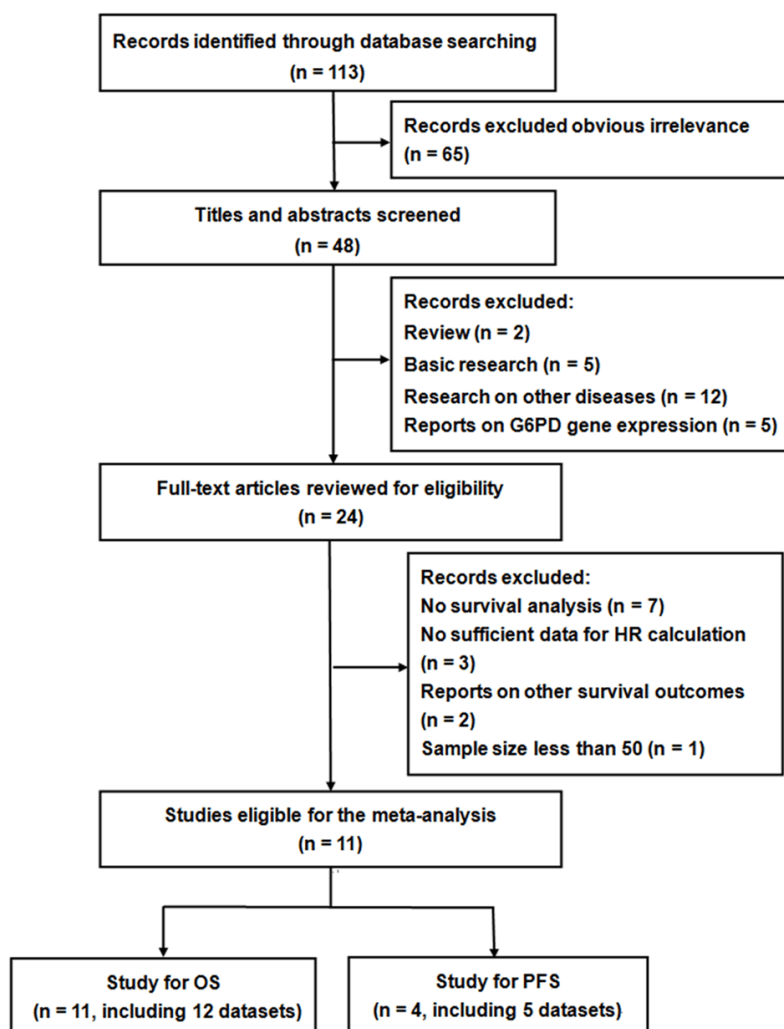 Records identified through database searching
(n = 113)
Records excluded obvious irrelevance
(n = 65)
Titles and abstracts screened
(n = 48)
Records excluded:
Review (n = 2)
Basic research (n = 5)
Research on other diseases (n = 12)
Reports on G6PD gene expression (n = 5)
Full-text articles reviewed for eligibility
(n = 24)
Records excluded:
No survival analysis (n = 7)
No sufficient data for HR calculation
(n = 3)
Reports on other survival outcomes
(n = 2)
Sample size less than 50 (n = 1)
Studies eligible for the meta-analysis
(n = 11)
Study for OS
(n = 11, including 12 datasets)
Study for PFS
(n = 4, including 5 datasets)